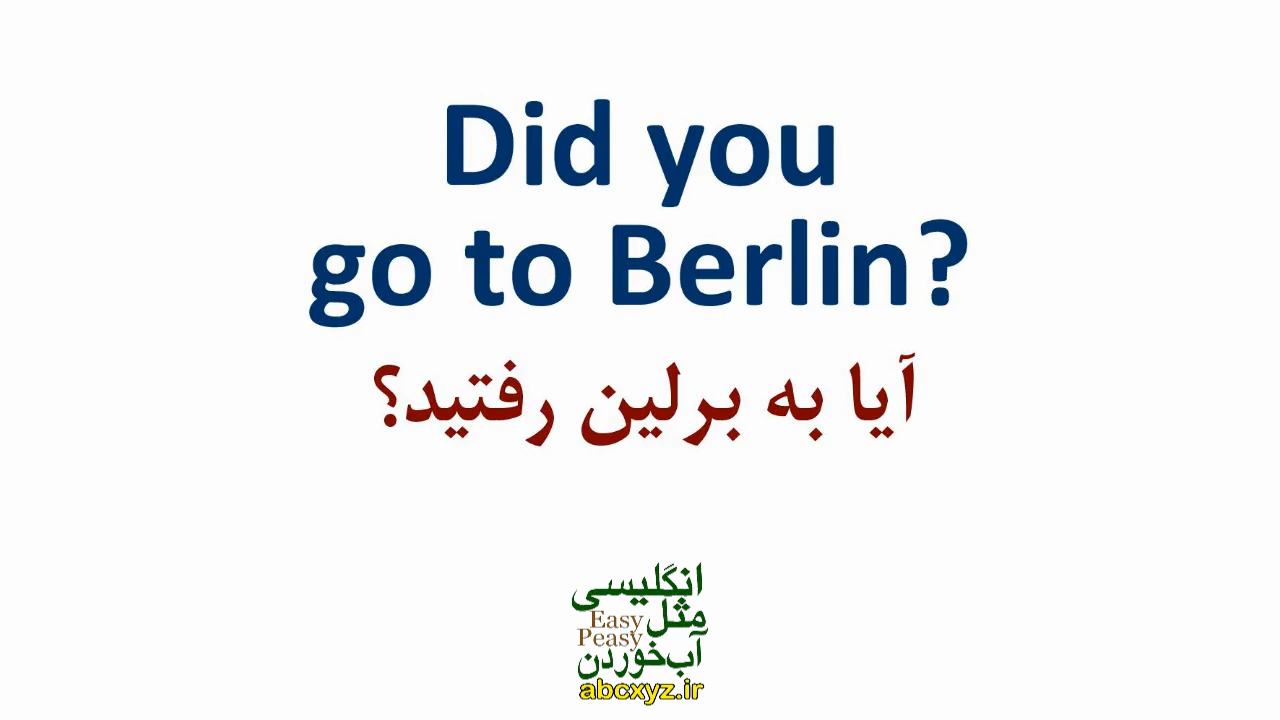 Did you
go to Berlin?
آیا به برلین رفتید؟
انگلیسی
مثل
Easy
Peasy
آب‌خوردن
abcxyz.ir